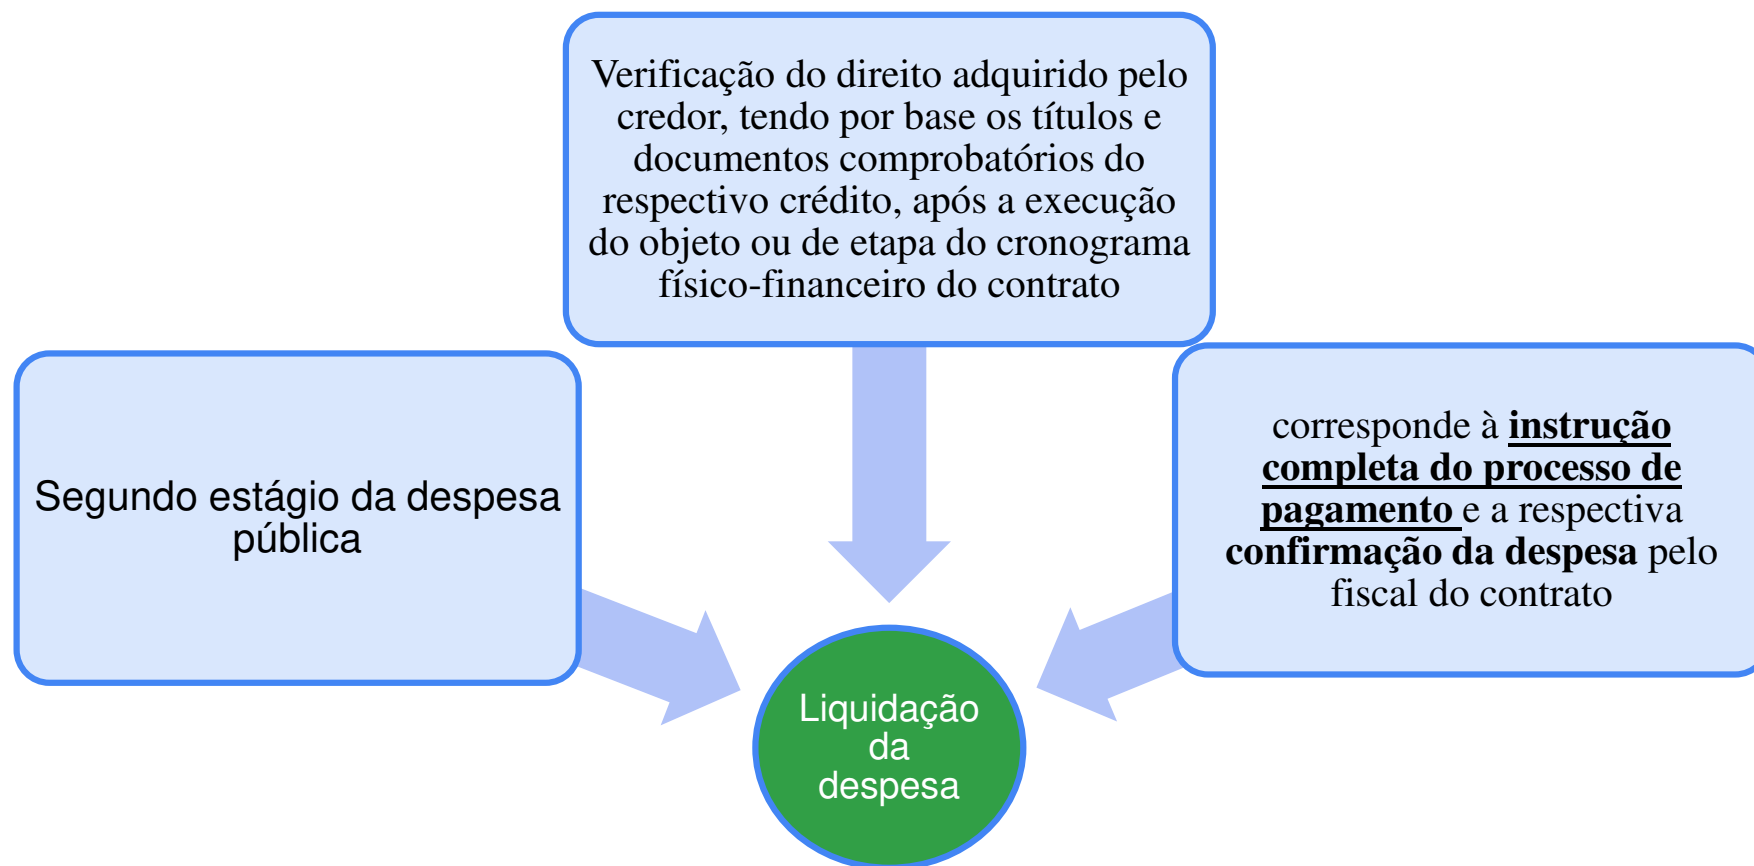 Verificação do direito adquirido pelo
credor, tendo por base os títulos e
documentos comprobatórios do
respectivo crédito, após a execução
do objeto ou de etapa do cronograma
físico-financeiro do contrato
Segundo estágio da despesa
pública
corresponde à instrução
completa do processo de
pagamento e a respectiva
confirmação da despesa pelo
fiscal do contrato
Liquidação
da
despesa